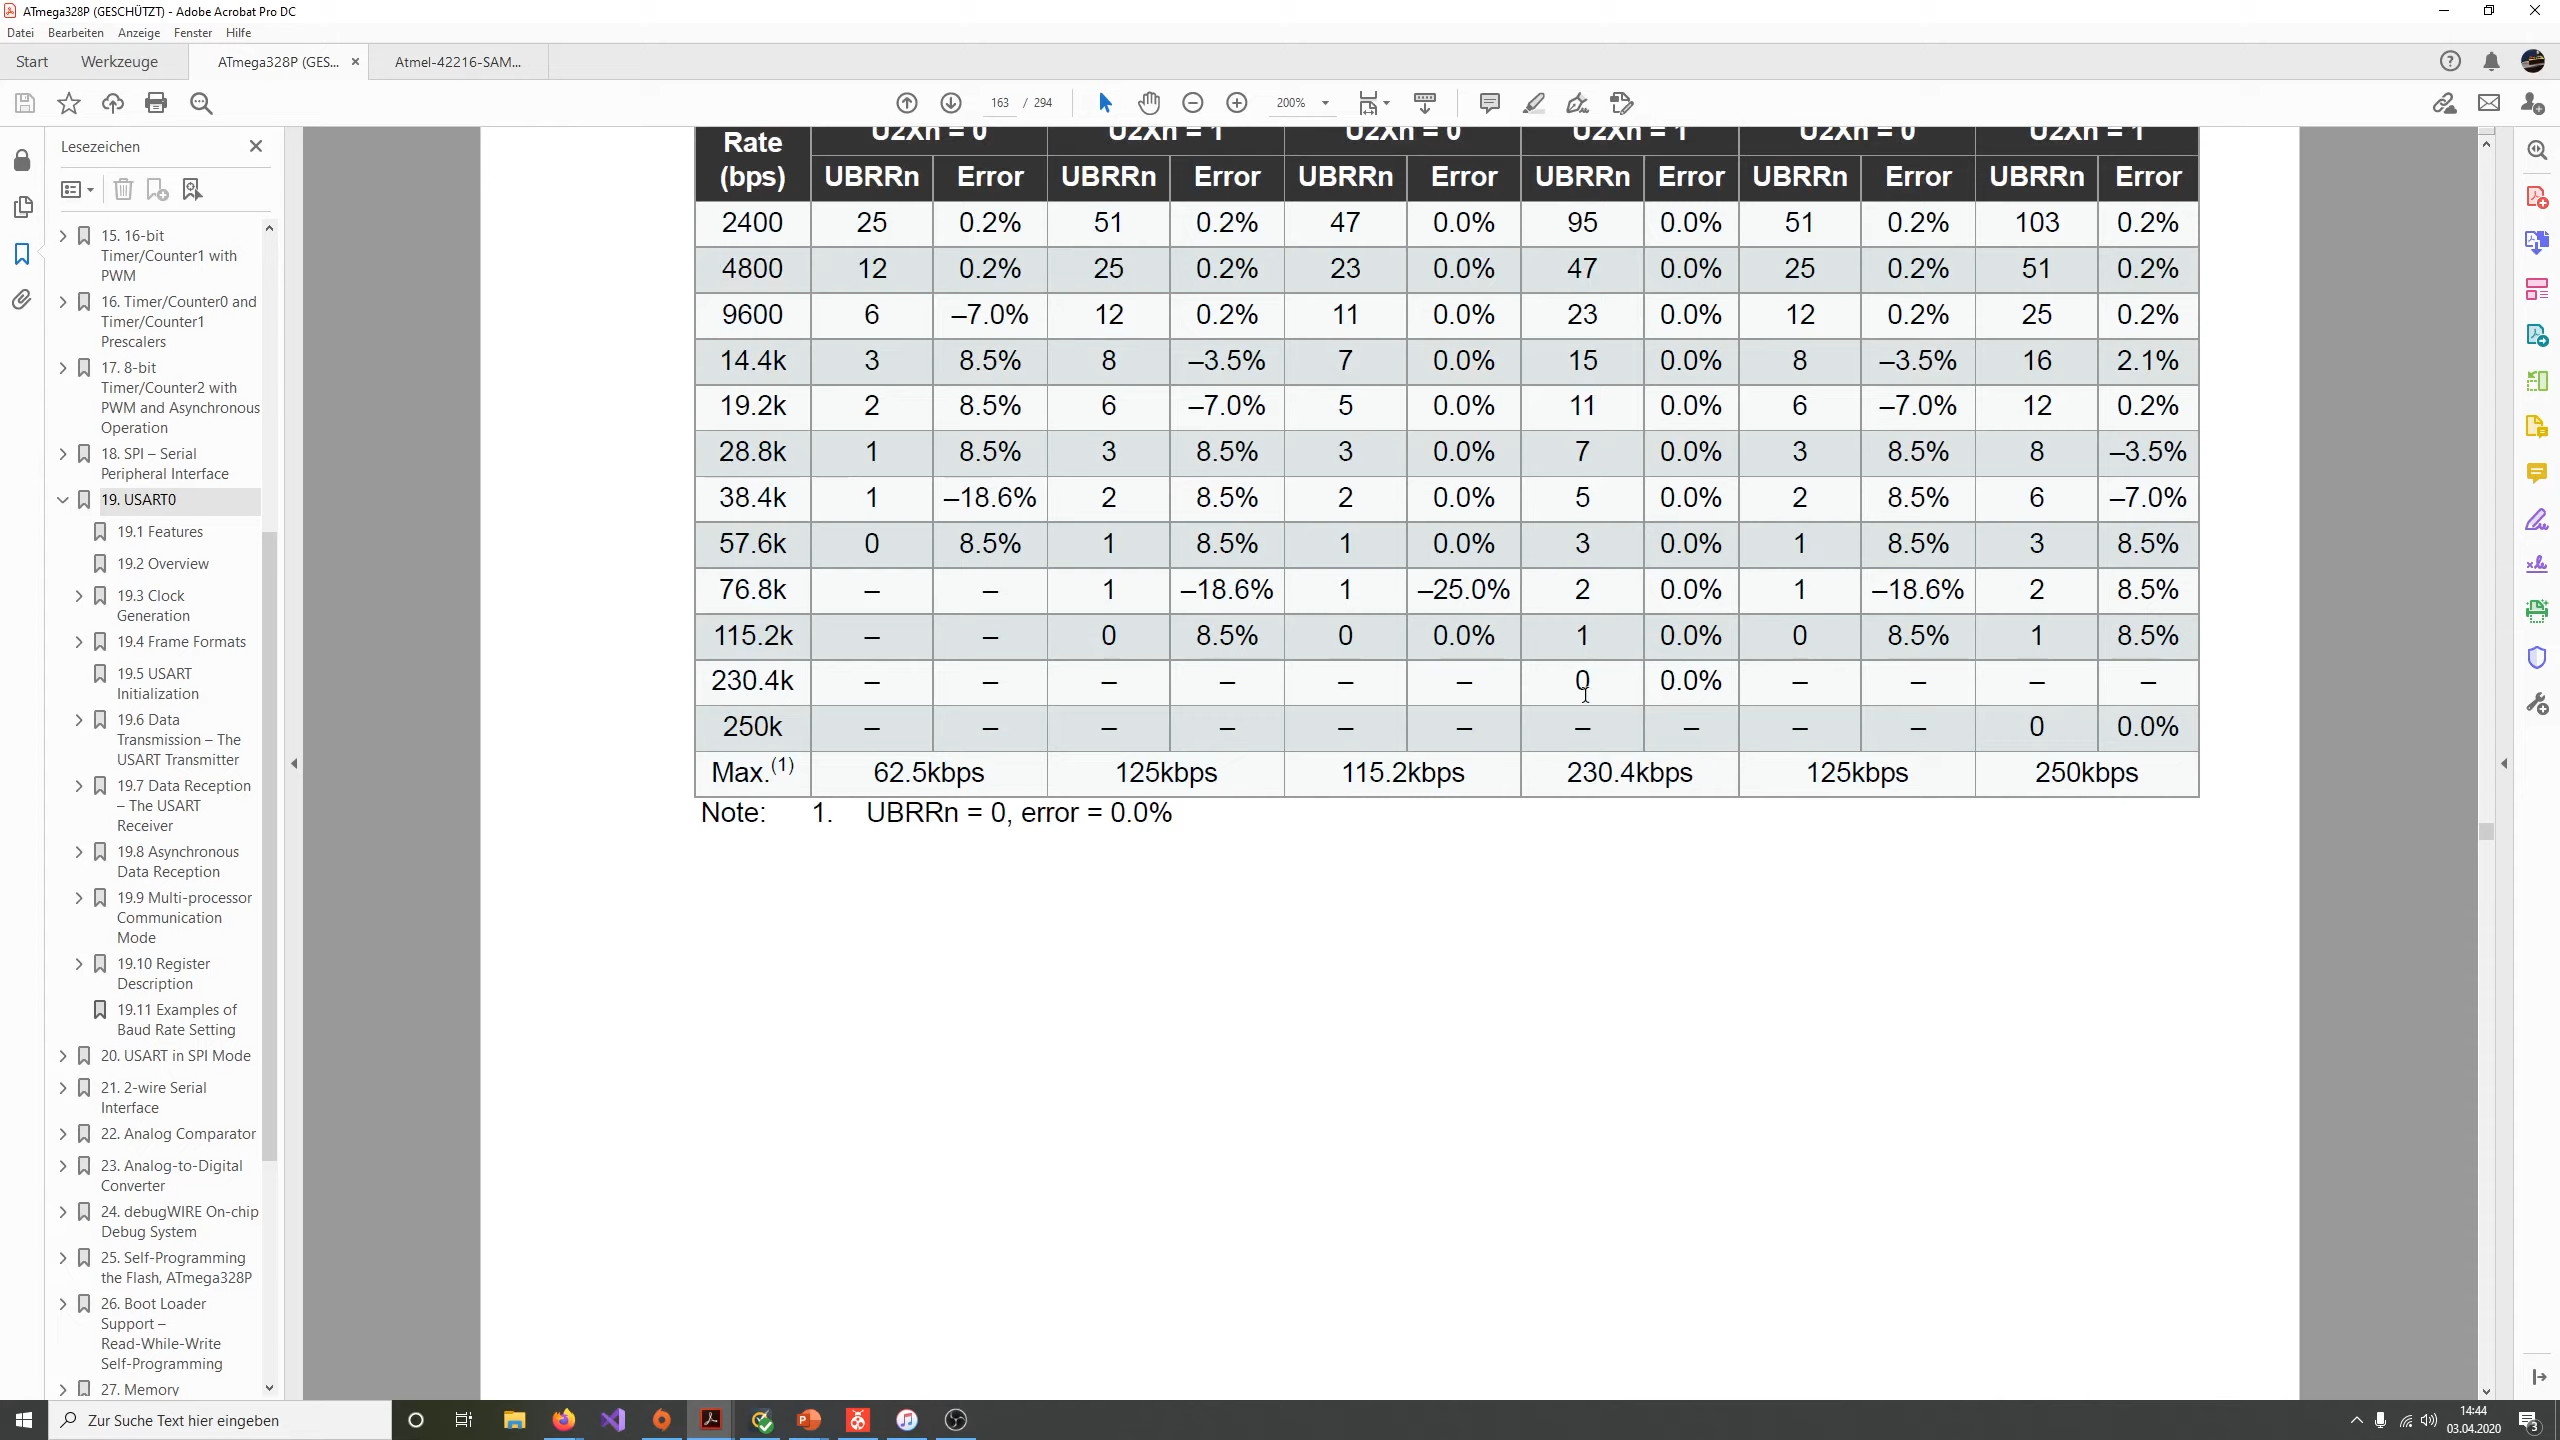 ATmega328P (GESCHÜTZT) - Adobe Acrobat Pro DC
Datei Bearbeiten Anzeige Fenster Hilfe
Start Werkzeuge ATmega328P (GES... × Atmel-42216-SAM...
163 / 294 200%
Lesezeichen
15. 16-bit
Timer/Counter1 with
PWM
16. Timer/Counter0 and
Timer/Counter1
Prescalers
17. 8-bit
Timer/Counter2 with
PWM and Asynchronous
Operation
18. SPI – Serial
Peripheral Interface
19. USART0
19.1 Features
19.2 Overview
19.3 Clock
Generation
19.4 Frame Formats
19.5 USART
Initialization
19.6 Data
Transmission – The
USART Transmitter
19.7 Data Reception
– The USART
Receiver
19.8 Asynchronous
Data Reception
19.9 Multi-processor
Communication
Mode
19.10 Register
Description
19.11 Examples of
Baud Rate Setting
20. USART in SPI Mode
21. 2-wire Serial
Interface
22. Analog Comparator
23. Analog-to-Digital
Converter
24. debugWIRE On-chip
Debug System
25. Self-Programming
the Flash, ATmega328P
26. Boot Loader
Support –
Read-While-Write
Self-Programming
27. Memory
Rate U2Xn = 0 U2Xn = 1 U2Xn = 0 U2Xn = 1 U2Xn = 0 U2Xn = 1
(bps) UBRRn Error UBRRn Error UBRRn Error UBRRn Error UBRRn Error UBRRn Error
2400 25 0.2% 51 0.2% 47 0.0% 95 0.0% 51 0.2% 103 0.2%
4800 12 0.2% 25 0.2% 23 0.0% 47 0.0% 25 0.2% 51 0.2%
9600 6 –7.0% 12 0.2% 11 0.0% 23 0.0% 12 0.2% 25 0.2%
14.4k 3 8.5% 8 –3.5% 7 0.0% 15 0.0% 8 –3.5% 16 2.1%
19.2k 2 8.5% 6 –7.0% 5 0.0% 11 0.0% 6 –7.0% 12 0.2%
28.8k 1 8.5% 3 8.5% 3 0.0% 7 0.0% 3 8.5% 8 –3.5%
38.4k 1 –18.6% 2 8.5% 2 0.0% 5 0.0% 2 8.5% 6 –7.0%
57.6k 0 8.5% 1 8.5% 1 0.0% 3 0.0% 1 8.5% 3 8.5%
76.8k – – 1 –18.6% 1 –25.0% 2 0.0% 1 –18.6% 2 8.5%
115.2k – – 0 8.5% 0 0.0% 1 0.0% 0 8.5% 1 8.5%
230.4k – – – – – – 0 0.0% – – – –
250k – – – – – – – – – – 0 0.0%
Max.(1) 62.5kbps 125kbps 115.2kbps 230.4kbps 125kbps 250kbps
Note: 1. UBRRn = 0, error = 0.0%
Zur Suche Text hier eingeben
14:44
03.04.2020
3